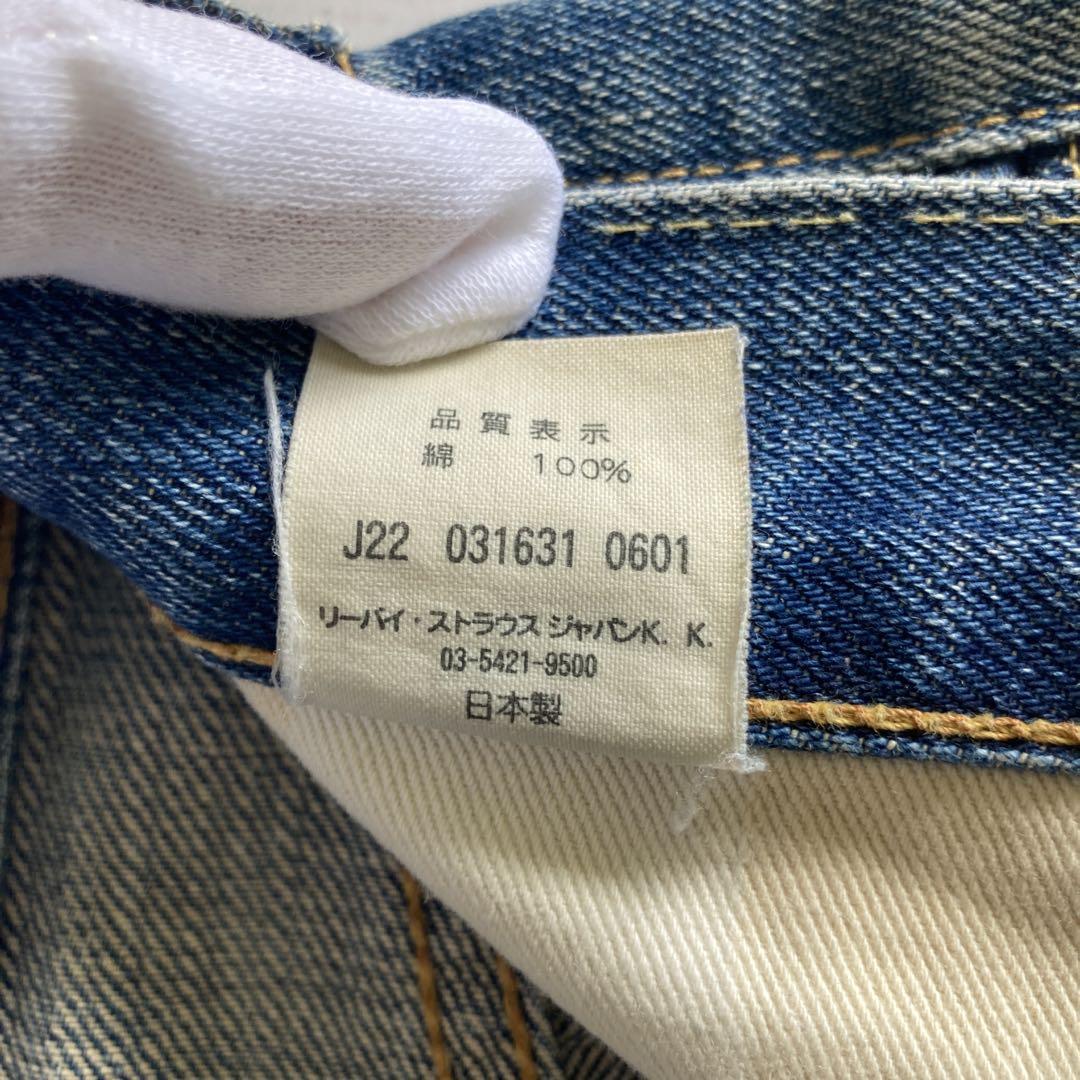 品質表示
綿 100%
J22 031631 0601
リーバイ・ストラウス ジャパンK. K.
03-5421-9500
日本製